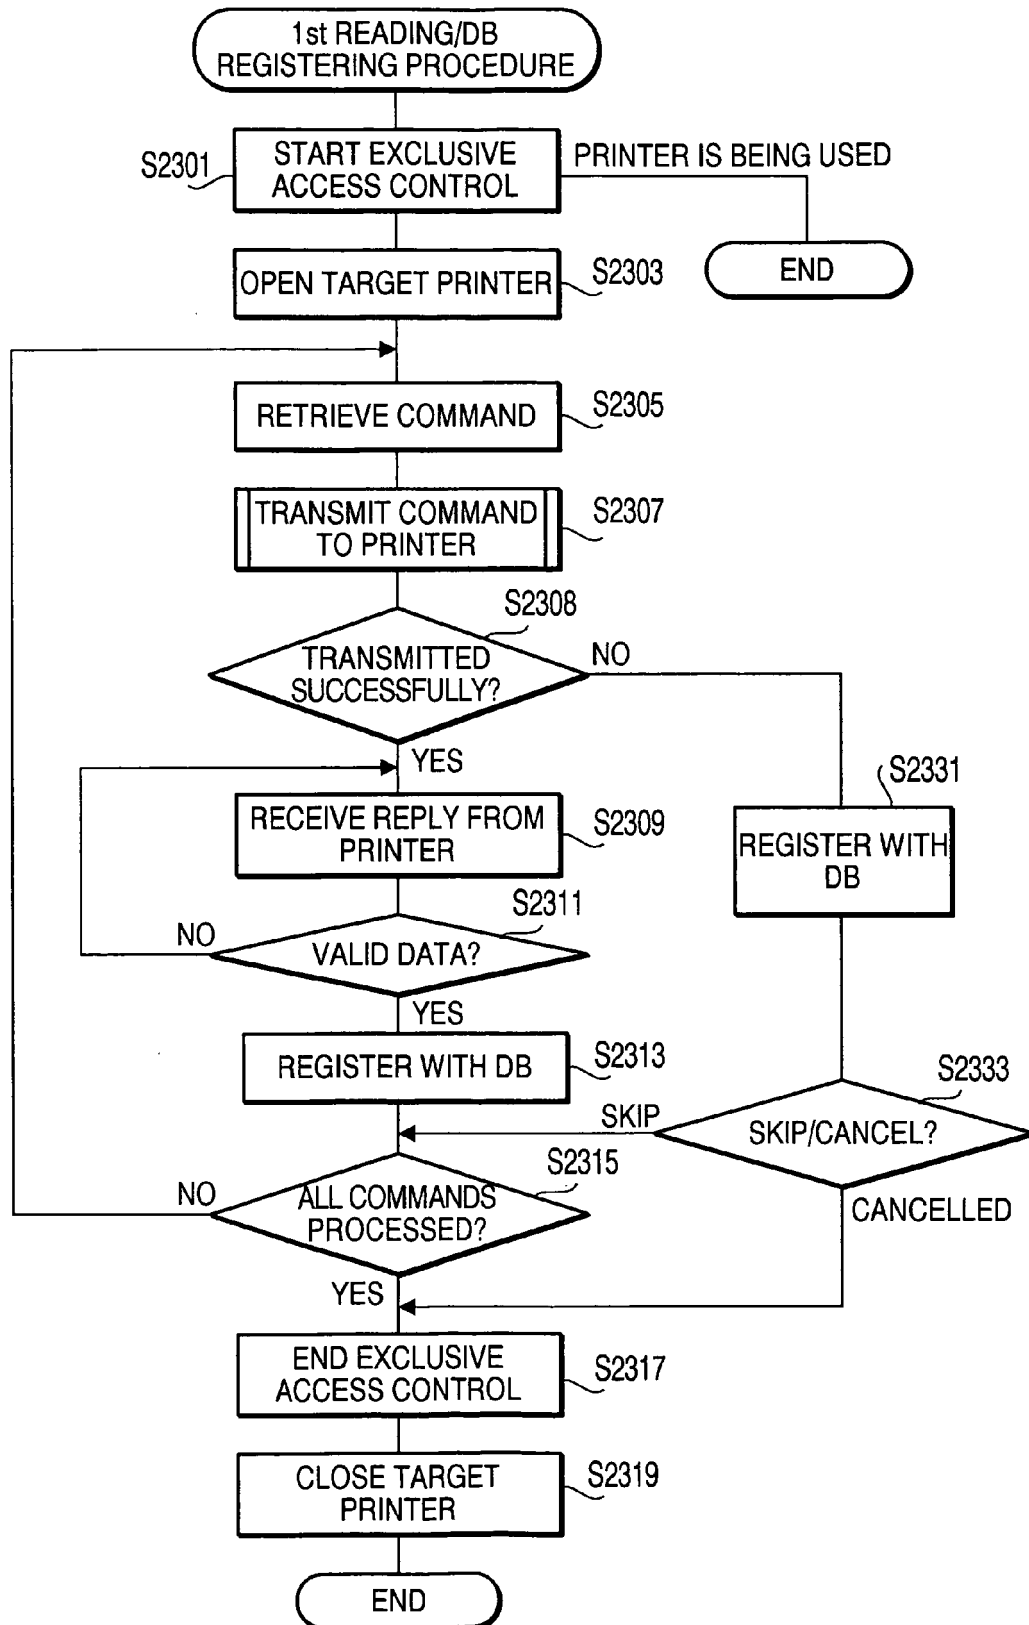 1st READING/DB
REGISTERING PROCEDURE
S2301
START EXCLUSIVE
ACCESS CONTROL
PRINTER IS BEING USED
END
OPEN TARGET PRINTER
S2303
RETRIEVE COMMAND
S2305
TRANSMIT COMMAND
TO PRINTER
S2307
S2308
TRANSMITTED
SUCCESSFULLY?
NO
YES
RECEIVE REPLY FROM
PRINTER
S2309
S2331
REGISTER WITH
DB
S2311
NO
VALID DATA?
YES
REGISTER WITH DB
S2313
S2333
SKIP
SKIP/CANCEL?
S2315
NO
ALL COMMANDS
PROCESSED?
CANCELLED
YES
END EXCLUSIVE
ACCESS CONTROL
S2317
CLOSE TARGET
PRINTER
S2319
END